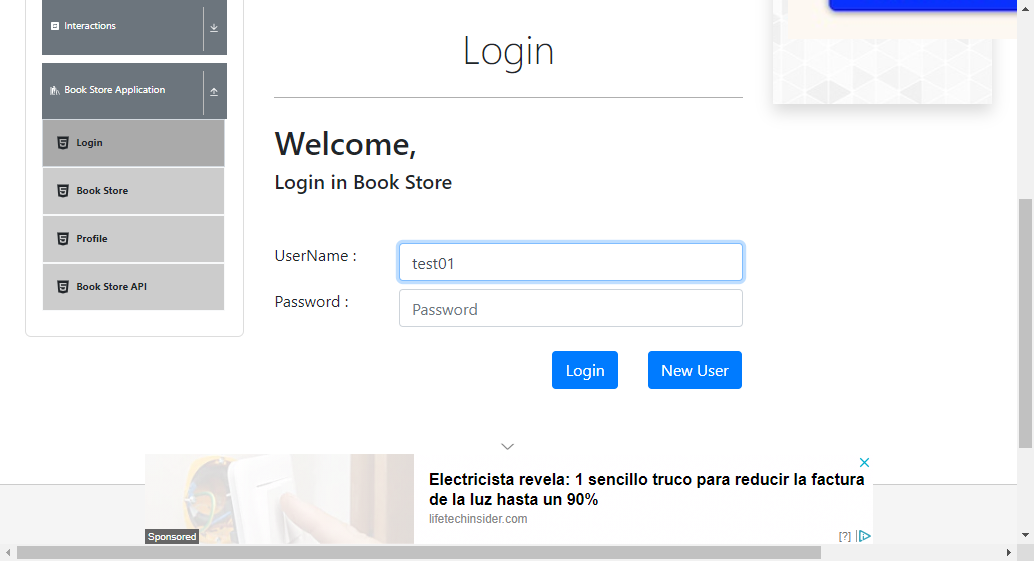 Interactions
Book Store Application
Login
Book Store
Profile
Book Store API
Login
Welcome,
Login in Book Store
UserName :
test01
Password :
Password
Login
New User
Electricista revela: 1 sencillo truco para reducir la factura
de la luz hasta un 90%
lifetechinsider.com
Sponsored
[?]